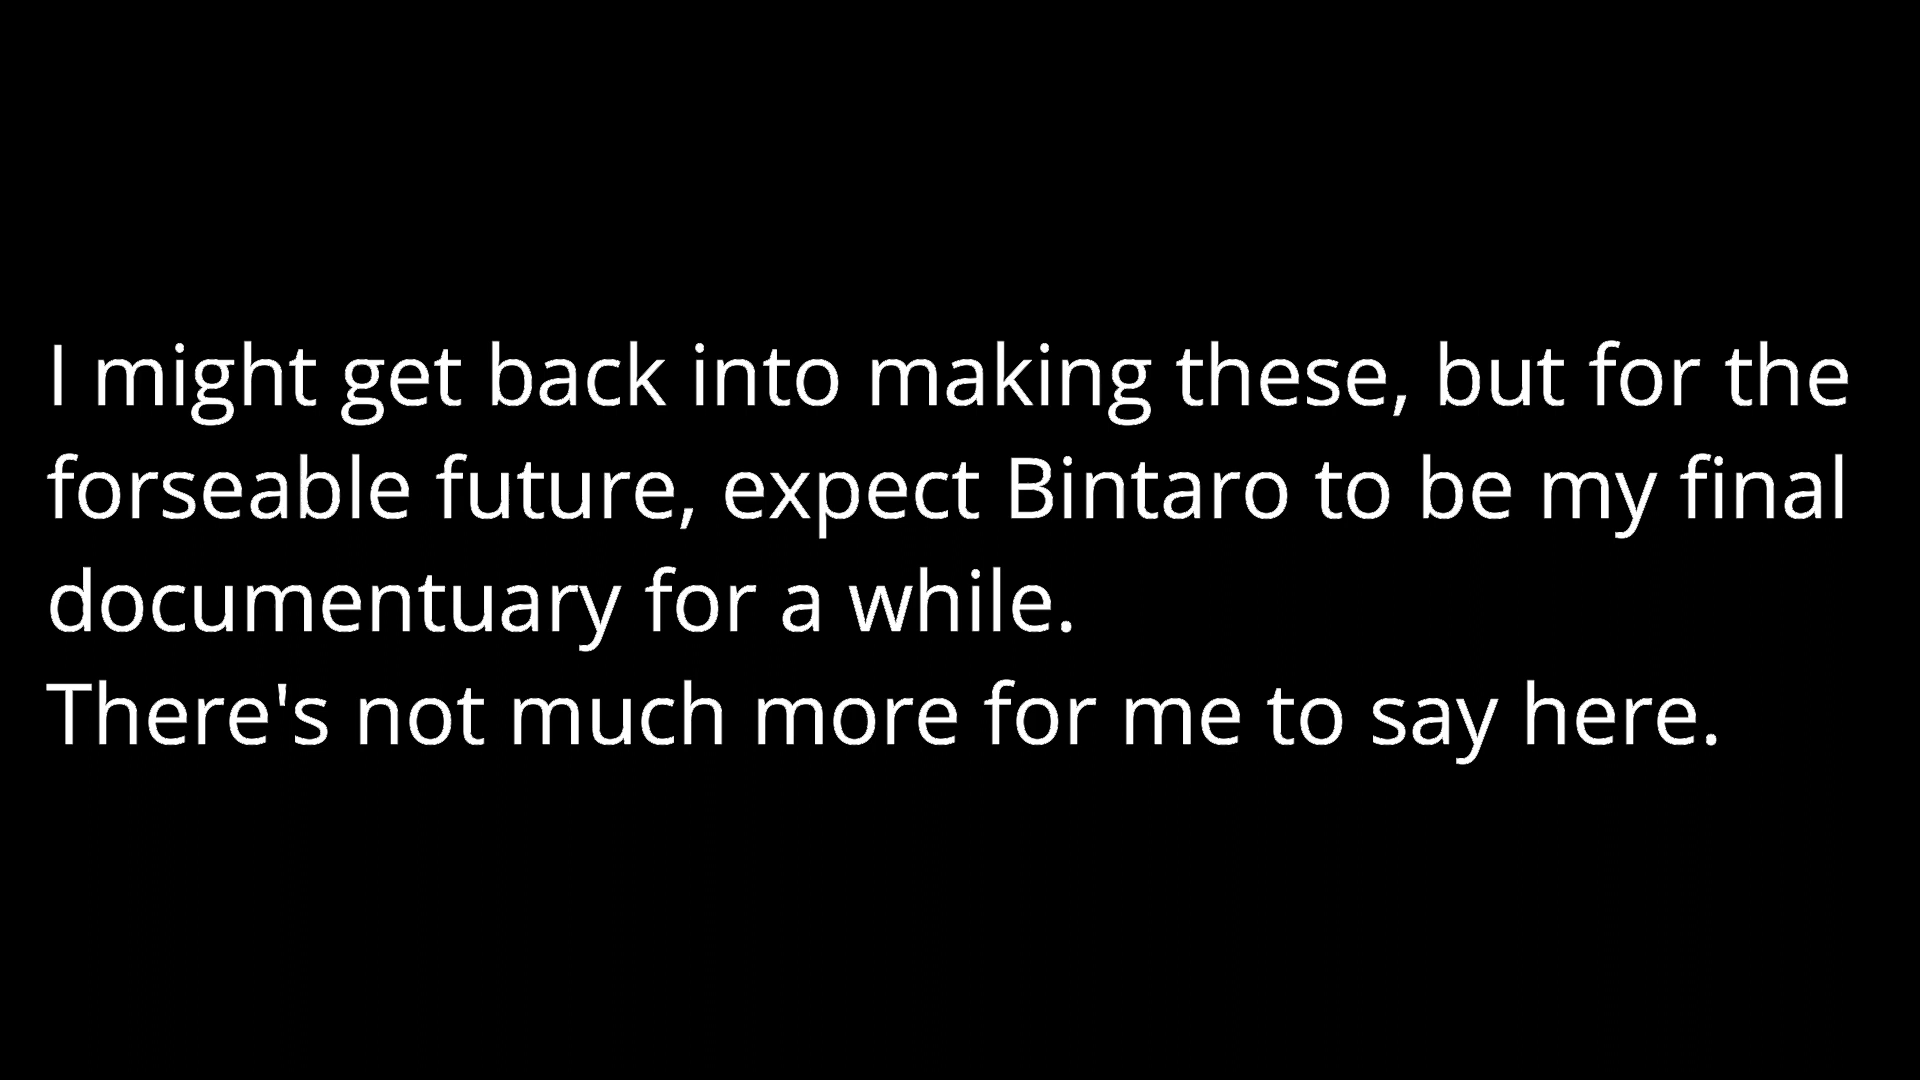 I might get back into making these, but for the
forseable future, expect Bintaro to be my final
documentuary for a while.
There's not much more for me to say here.